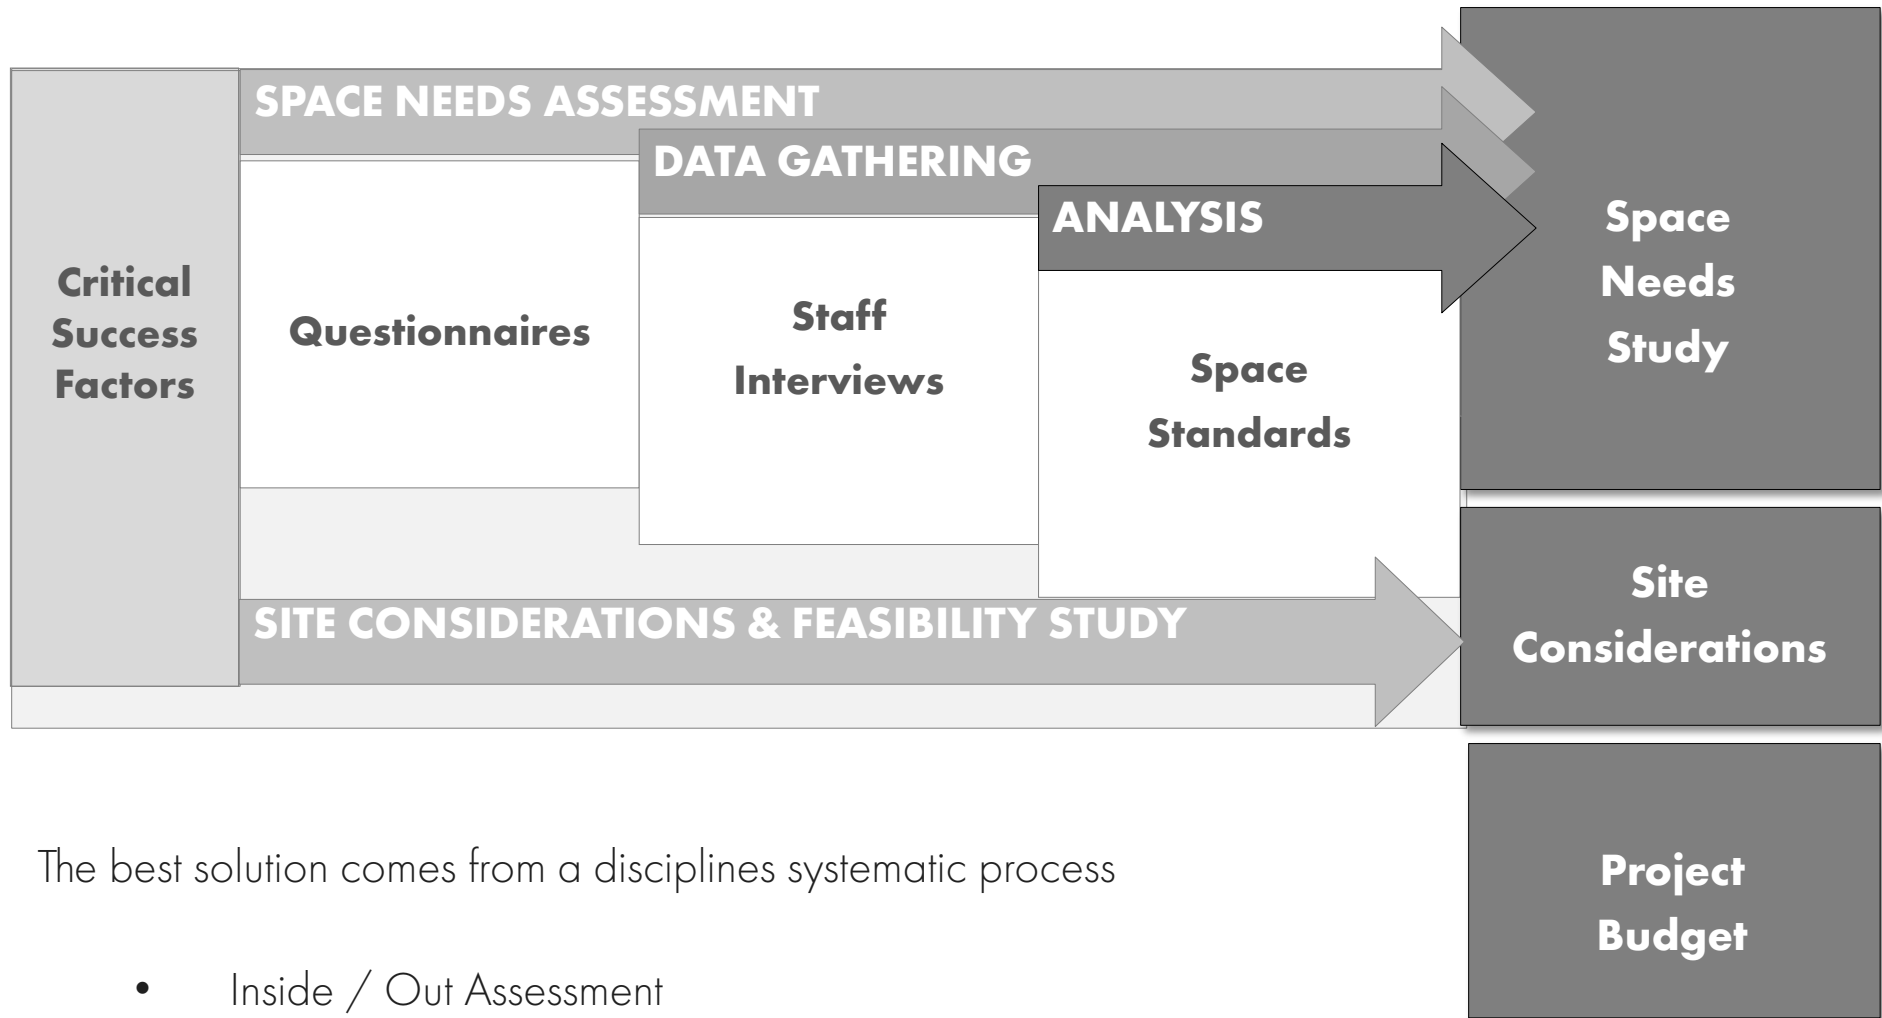 SPACE NEEDS ASSESSMENT
DATA GATHERING
ANALYSIS
Critical
Success
Factors
Questionnaires
Staff
Interviews
Space
Standards
Space
Needs
Study
SITE CONSIDERATIONS & FEASIBILITY STUDY
Site
Considerations
The best solution comes from a disciplines systematic process
• Inside / Out Assessment
Project
Budget